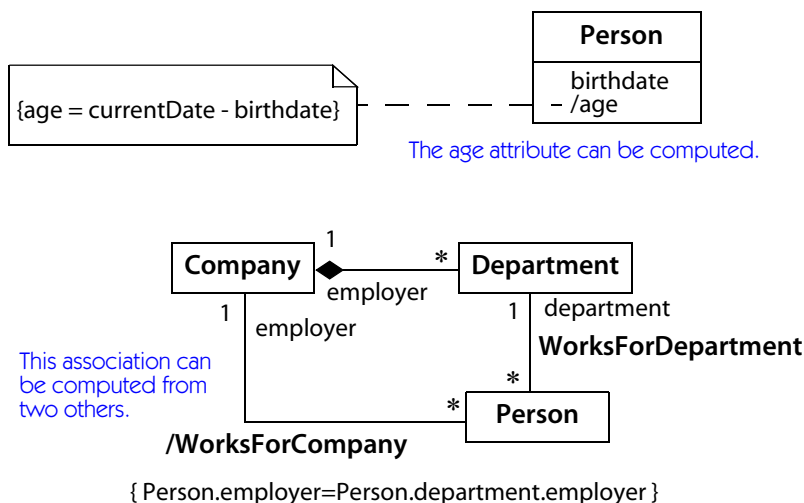 Person
birthdate
/age
{age = currentDate - birthdate}
The age attribute can be computed.
1
*
Company
Department
employer
1
employer
1
department
WorksForDepartment
This association can
be computed from
two others.
*
*
Person
/WorksForCompany
{ Person.employer=Person.department.employer }